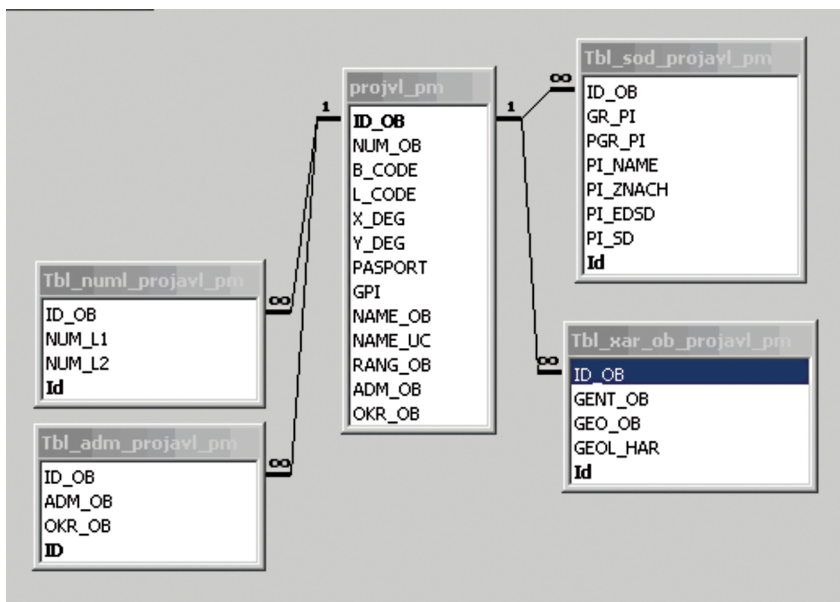 projvl_pm
1
1
ID_OB
NUM_OB
B_CODE
L_CODE
X_DEG
Y_DEG
PASPORT
GPI
NAME_OB
NAME_UC
RANG_OB
ADM_OB
OKR_OB
Tbl_numl_projavl_pm
∞
ID_OB
NUM_L1
NUM_L2
Id
Tbl_adm_projavl_pm
∞
ID_OB
ADM_OB
OKR_OB
ID
Tbl_sod_projavl_pm
∞
ID_OB
GR_PI
PGR_PI
PI_NAME
PI_ZNACH
PI_EDSD
PI_SD
Id
Tbl_xar_ob_projavl_pm
∞
ID_OB
GENT_OB
GEO_OB
GEOL_HAR
Id